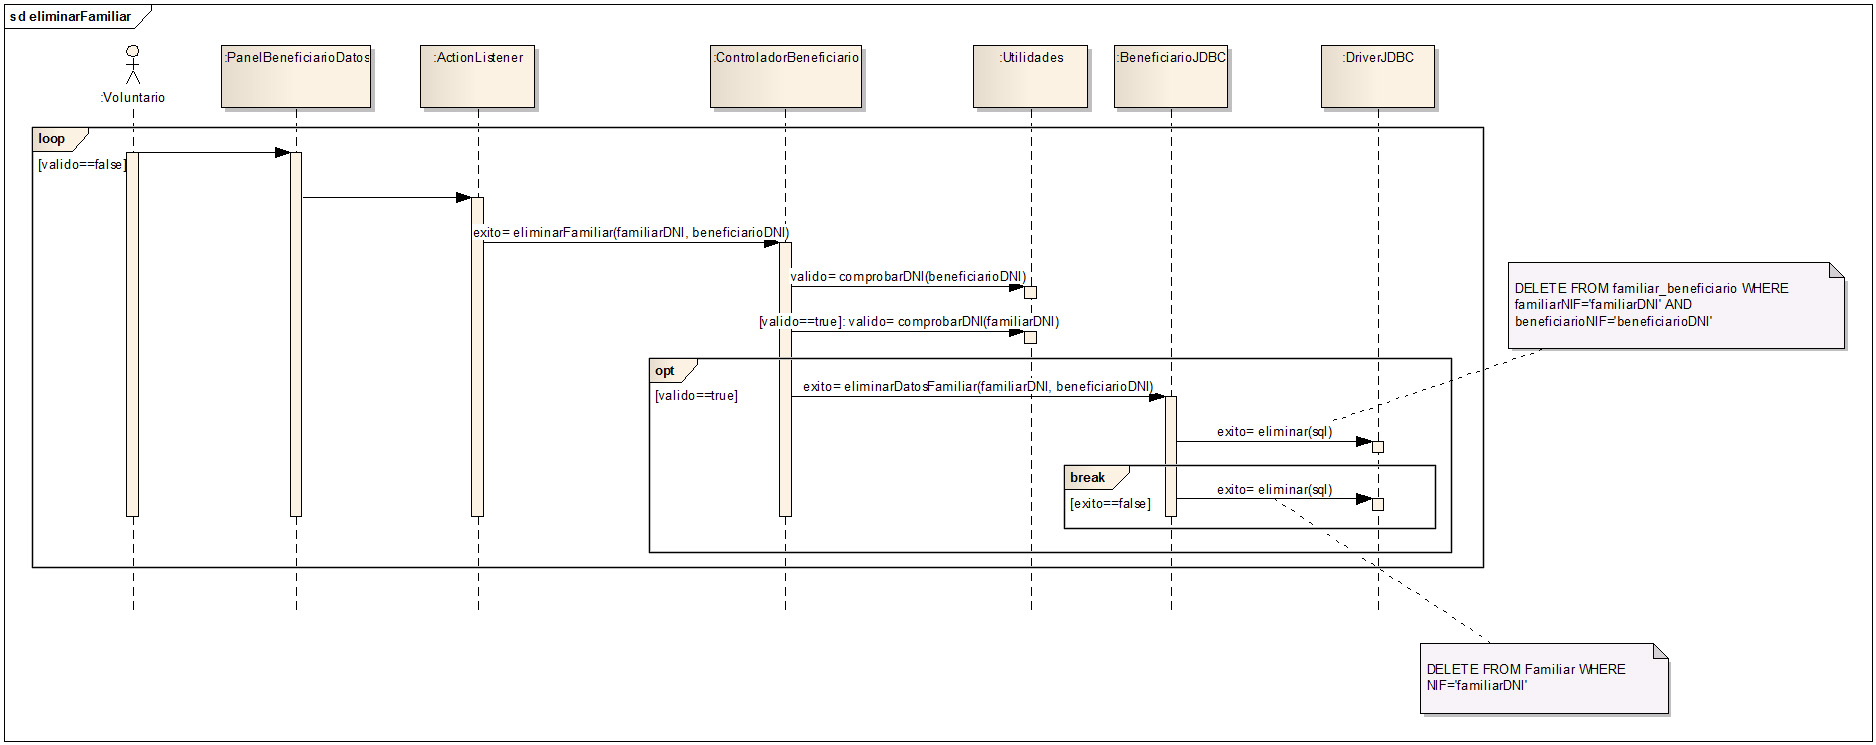 sd eliminarFamiliar
:Voluntario
:PanelBeneficiarioDatos
:ActionListener
:ControladorBeneficiario
:Utilidades
:BeneficiarioJDBC
:DriverJDBC
loop
[valido==false]
exito= eliminarFamiliar(familiarDNI, beneficiarioDNI)
valido= comprobarDNI(beneficiarioDNI)
[valido==true]: valido= comprobarDNI(familiarDNI)
opt
[valido==true]
exito= eliminarDatosFamiliar(familiarDNI, beneficiarioDNI)
exito= eliminar(sql)
break
[exito==false]
exito= eliminar(sql)
DELETE FROM familiar_beneficiario WHERE
familiarNIF='familiarDNI' AND
beneficiarioNIF='beneficiarioDNI'
DELETE FROM Familiar WHERE
NIF='familiarDNI'